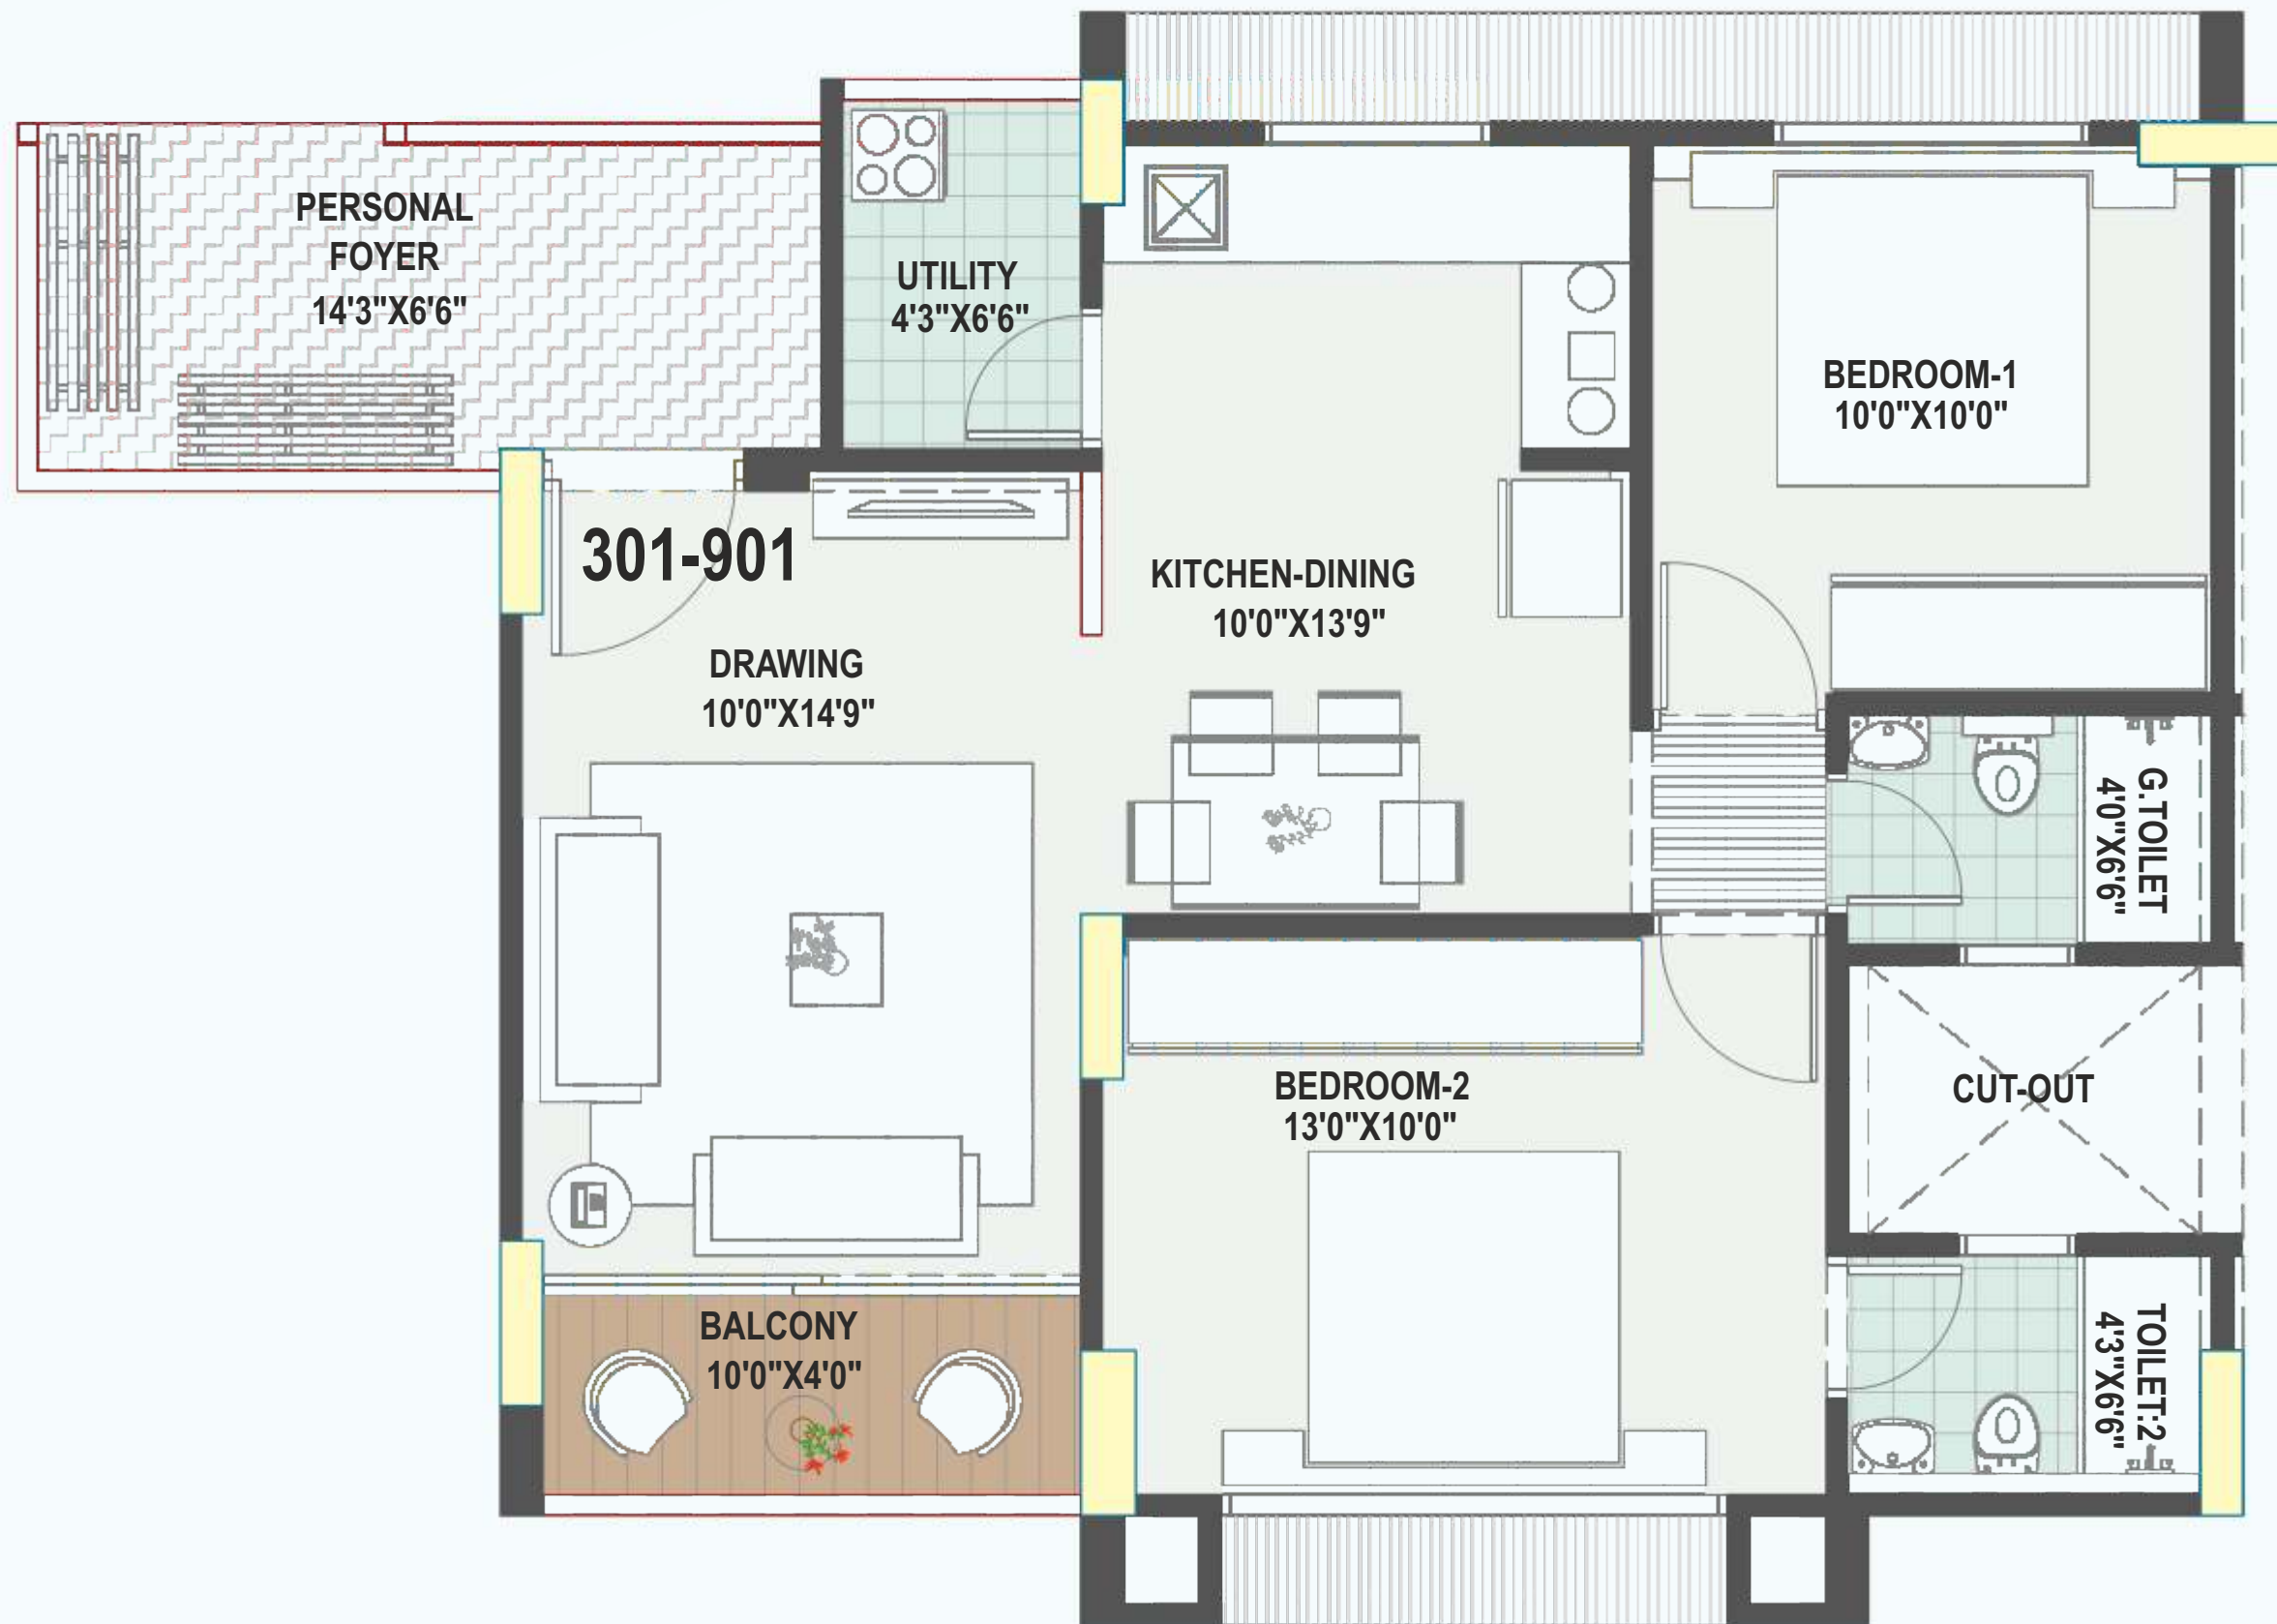 PERSONAL
FOYER
14'3"X6'6"
UTILITY
4'3"X6'6"
BEDROOM-1
10'0"X10'0"
301-901
KITCHEN-DINING
10'0"X13'9"
DRAWING
10'0"X14'9"
G.TOILET
4'0"X6'6"
BEDROOM-2
13'0"X10'0"
CUT-OUT
BALCONY
10'0"X4'0"
TOILET:2
4'3"X6'6"